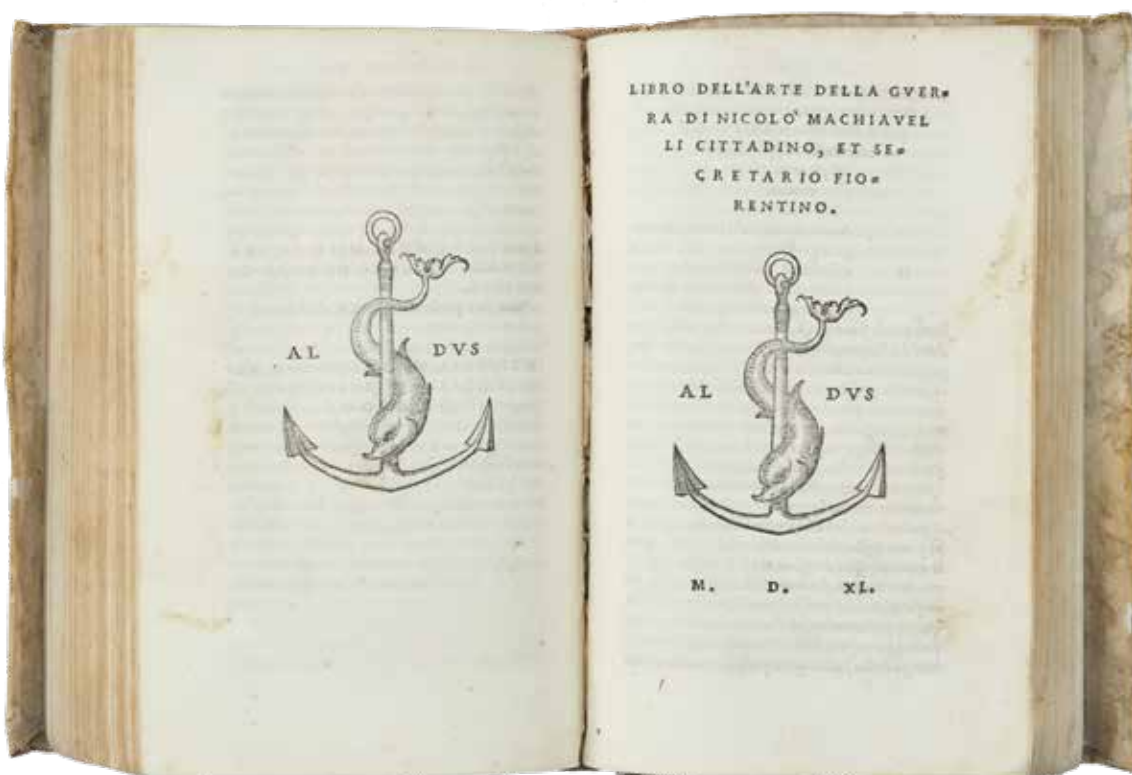 AL DVS
LIBRO DELL'ARTE DELLA GVER=
RA DI NICOLO` MACHIAVEL
LI CITTADINO, ET SE=
CRETARIO FIO=
RENTINO.
AL DVS
M. D. XL.